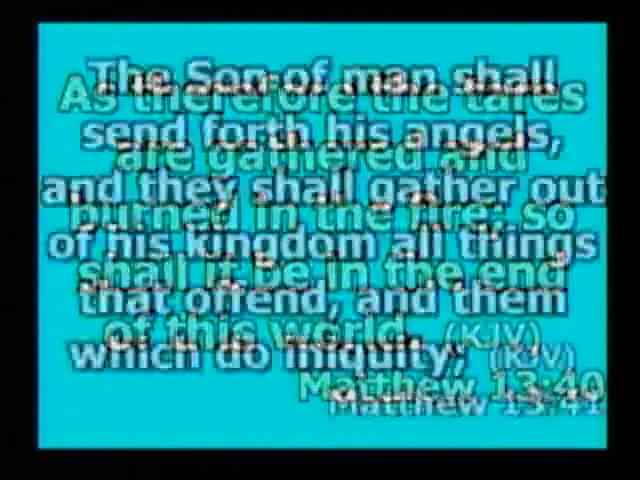 The Son of man shall
As therefore the tares
send forth his angels,
are gathered and
and they shall gather out
burned in the fire; so
of his kingdom all things
shall it be in the end
that offend, and them
of this world. (KJV)
which do iniquity; (KJV)
Matthew 13:40
Matthew 13:41